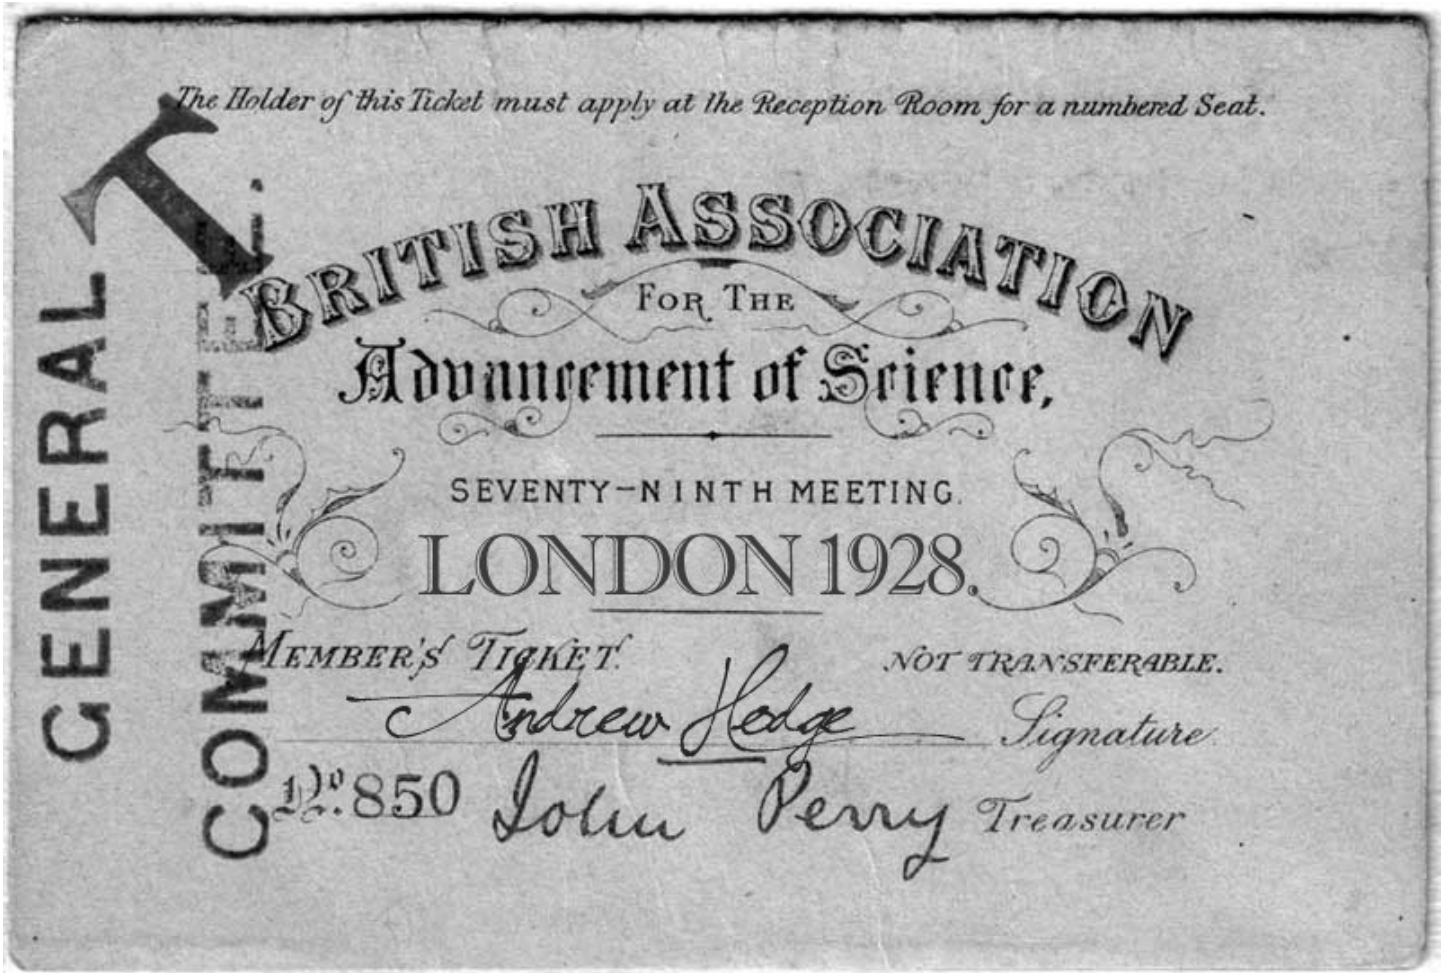 The Holder of this Ticket must apply at the Reception Room for a numbered Seat.
T
GENERAL
COMMITTEE.
BRITISH ASSOCIATION
FOR THE
Advancement of Science,
SEVENTY-NINTH MEETING.
LONDON 1928.
MEMBER'S TICKET. NOT TRANSFERABLE.
Andrew Hedge Signature
No. 850 John Perry Treasurer